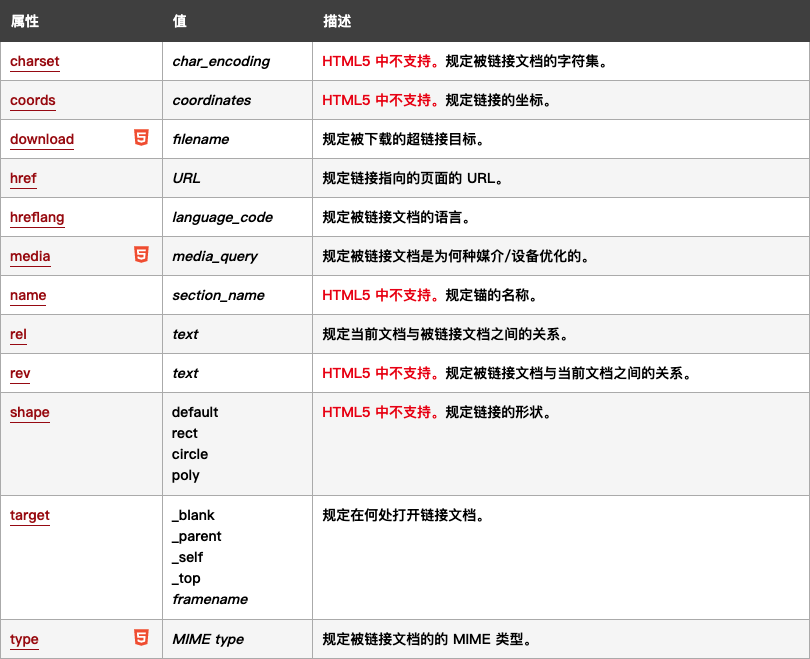 属性 值 描述
charset char_encoding HTML5 中不支持。规定被链接文档的字符集。
coords coordinates HTML5 中不支持。规定链接的坐标。
download 5 filename 规定被下载的超链接目标。
href URL 规定链接指向的页面的 URL。
hreflang language_code 规定被链接文档的语言。
media 5 media_query 规定被链接文档是为何种媒介/设备优化的。
name section_name HTML5 中不支持。规定锚的名称。
rel text 规定当前文档与被链接文档之间的关系。
rev text HTML5 中不支持。规定被链接文档与当前文档之间的关系。
shape default HTML5 中不支持。规定链接的形状。
rect
circle
poly
target _blank 规定在何处打开链接文档。
_parent
_self
_top
framename
type 5 MIME type 规定被链接文档的的 MIME 类型。